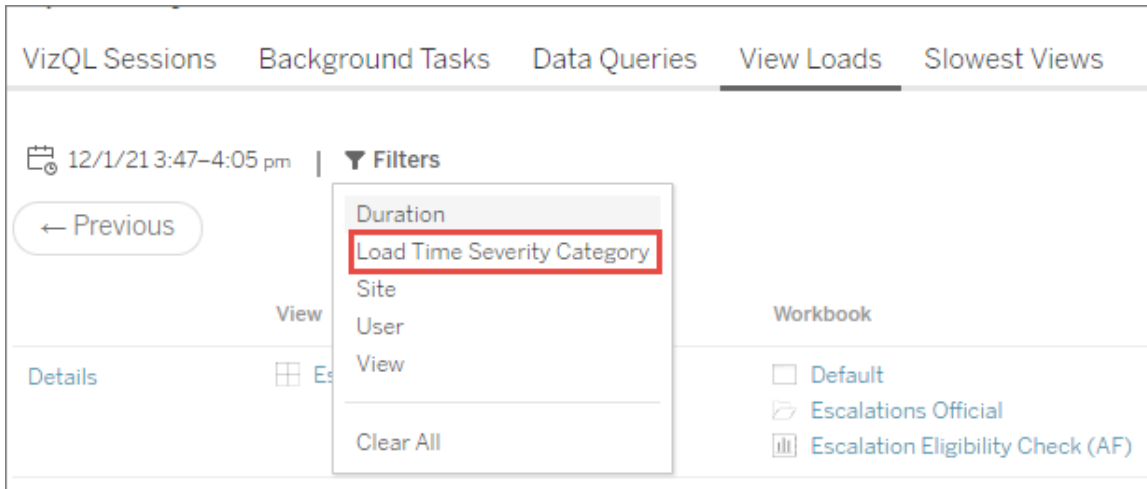 VizQL Sessions Background Tasks Data Queries View Loads Slowest Views
12/1/21 3:47–4:05 pm | Filters
← Previous
Duration
Load Time Severity Category
Site
User
View
Clear All
View Workbook
Details Es Default
Escalations Official
Escalation Eligibility Check (AF)